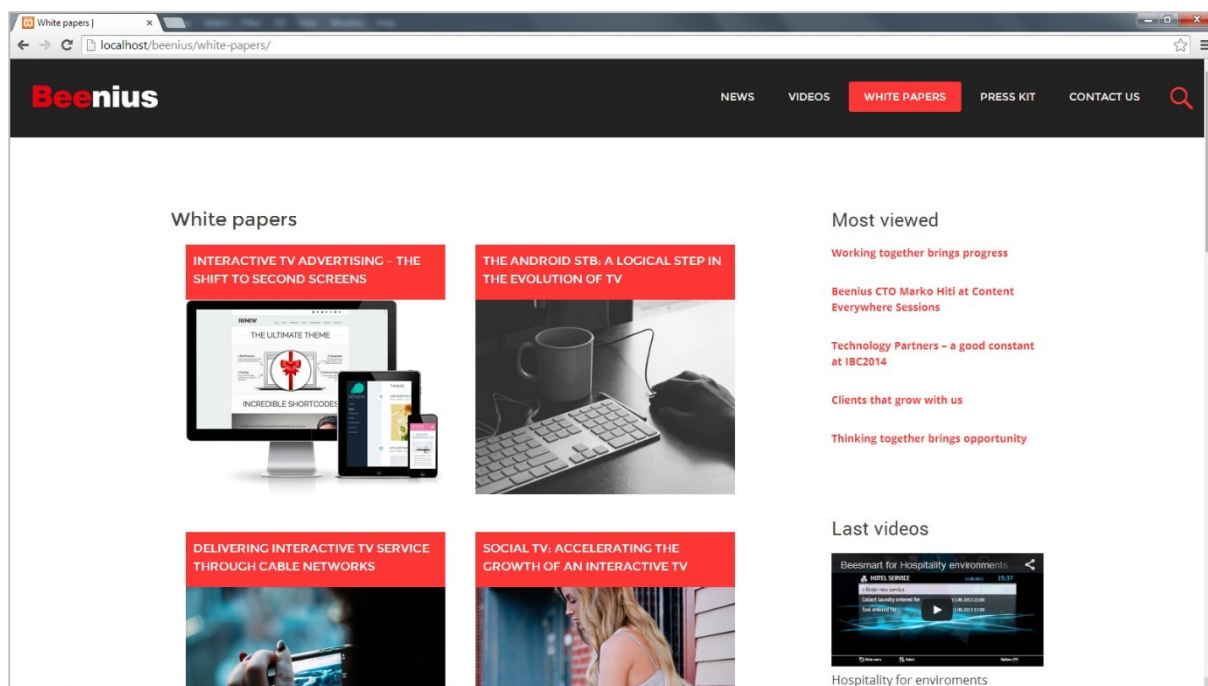 White papers |
localhost/beenius/white-papers/
Beenius
NEWS VIDEOS WHITE PAPERS PRESS KIT CONTACT US
White papers
INTERACTIVE TV ADVERTISING – THE
SHIFT TO SECOND SCREENS
RENEW
THE ULTIMATE THEME
INCREDIBLE SHORTCODES
THE ANDROID STB: A LOGICAL STEP IN
THE EVOLUTION OF TV
DELIVERING INTERACTIVE TV SERVICE
THROUGH CABLE NETWORKS
SOCIAL TV: ACCELERATING THE
GROWTH OF AN INTERACTIVE TV
Most viewed
Working together brings progress
Beenius CTO Marko Hiti at Content
Everywhere Sessions
Technology Partners – a good constant
at IBC2014
Clients that grow with us
Thinking together brings opportunity
Last videos
Beesmart for Hospitality environments
HOTEL SERVICE 15:37
Hospitality for enviroments